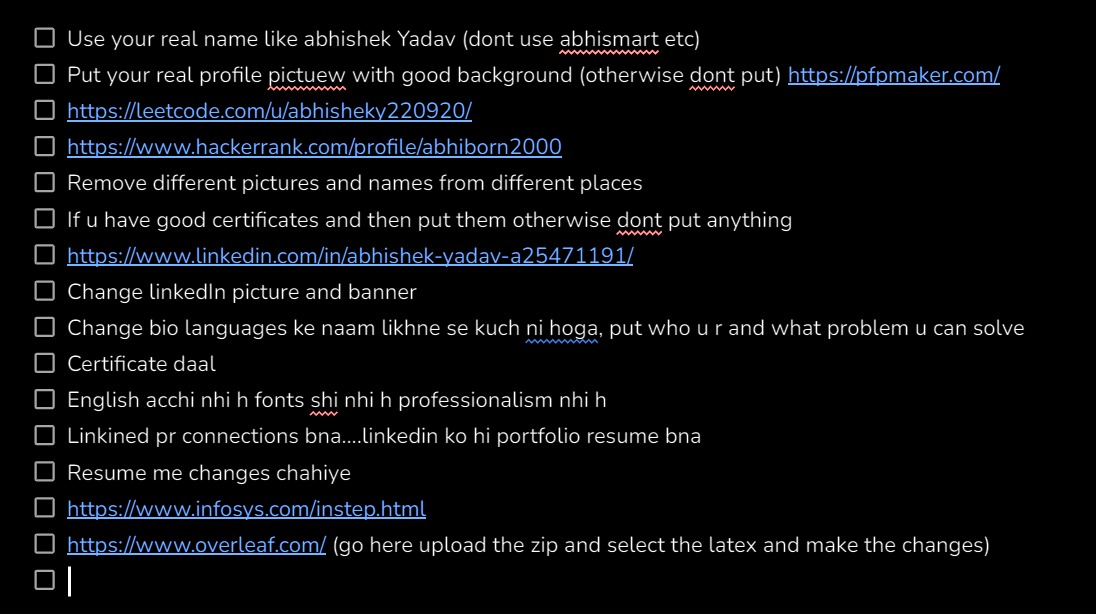 Use your real name like abhishek Yadav (dont use abhismart etc)
Put your real profile pictuew with good background (otherwise dont put) https://pfpmaker.com/
https://leetcode.com/u/abhisheky220920/
https://www.hackerrank.com/profile/abhiborn2000
Remove different pictures and names from different places
If u have good certificates and then put them otherwise dont put anything
https://www.linkedin.com/in/abhishek-yadav-a25471191/
Change linkedIn picture and banner
Change bio languages ke naam likhne se kuch ni hoga, put who u r and what problem u can solve
Certificate daal
English acchi nhi h fonts shi nhi h professionalism nhi h
Linkined pr connections bna....linkedin ko hi portfolio resume bna
Resume me changes chahiye
https://www.infosys.com/instep.html
https://www.overleaf.com/ (go here upload the zip and select the latex and make the changes)